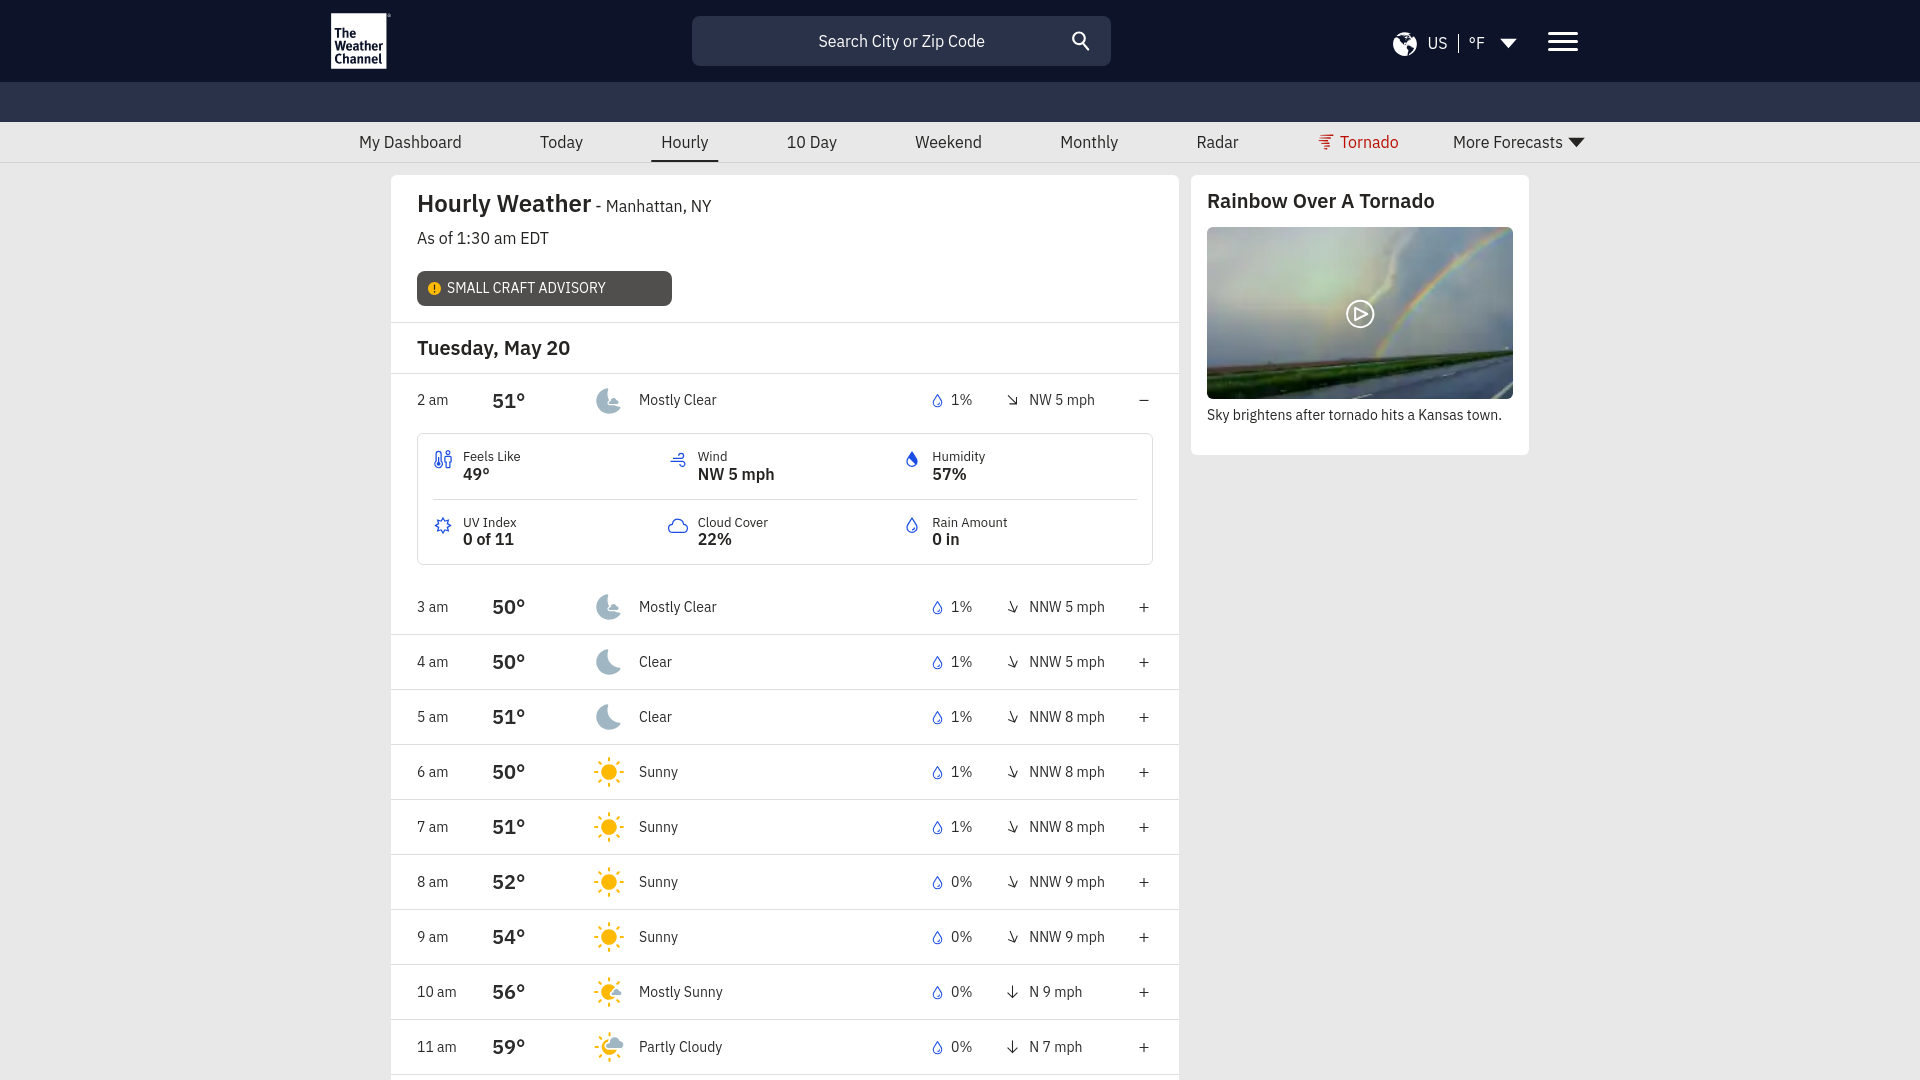 The
Weather
Channel
Search City or Zip Code
US | °F
My Dashboard
Today
Hourly
10 Day
Weekend
Monthly
Radar
Tornado
More Forecasts
Hourly Weather - Manhattan, NY
As of 1:30 am EDT
SMALL CRAFT ADVISORY
Tuesday, May 20
2 am 51° Mostly Clear 1% NW 5 mph −
Feels Like
49°
Wind
NW 5 mph
Humidity
57%
UV Index
0 of 11
Cloud Cover
22%
Rain Amount
0 in
3 am 50° Mostly Clear 1% NNW 5 mph +
4 am 50° Clear 1% NNW 5 mph +
5 am 51° Clear 1% NNW 8 mph +
6 am 50° Sunny 1% NNW 8 mph +
7 am 51° Sunny 1% NNW 8 mph +
8 am 52° Sunny 0% NNW 9 mph +
9 am 54° Sunny 0% NNW 9 mph +
10 am 56° Mostly Sunny 0% N 9 mph +
11 am 59° Partly Cloudy 0% N 7 mph +
Rainbow Over A Tornado
Sky brightens after tornado hits a Kansas town.